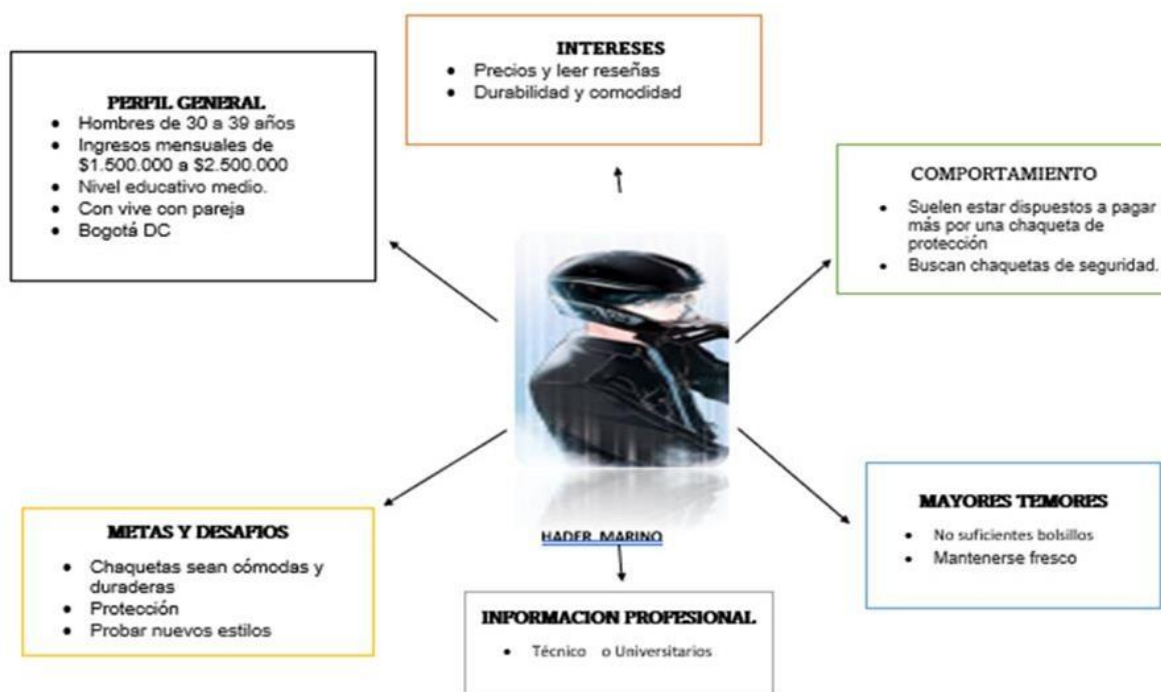 INTERESES
• Precios y leer reseñas
• Durabilidad y comodidad
PERFIL GENERAL
• Hombres de 30 a 39 años
• Ingresos mensuales de
$1.500.000 a $2.500.000
• Nivel educativo medio.
• Con vive con pareja
• Bogotá DC
COMPORTAMIENTO
• Suelen estar dispuestos a pagar
más por una chaqueta de
protección
• Buscan chaquetas de seguridad.
METAS Y DESAFIOS
• Chaquetas sean cómodas y
duraderas
• Protección
• Probar nuevos estilos
HADER MARINO
MAYORES TEMORES
• No suficientes bolsillos
• Mantenerse fresco
INFORMACION PROFESIONAL
• Técnico o Universitarios